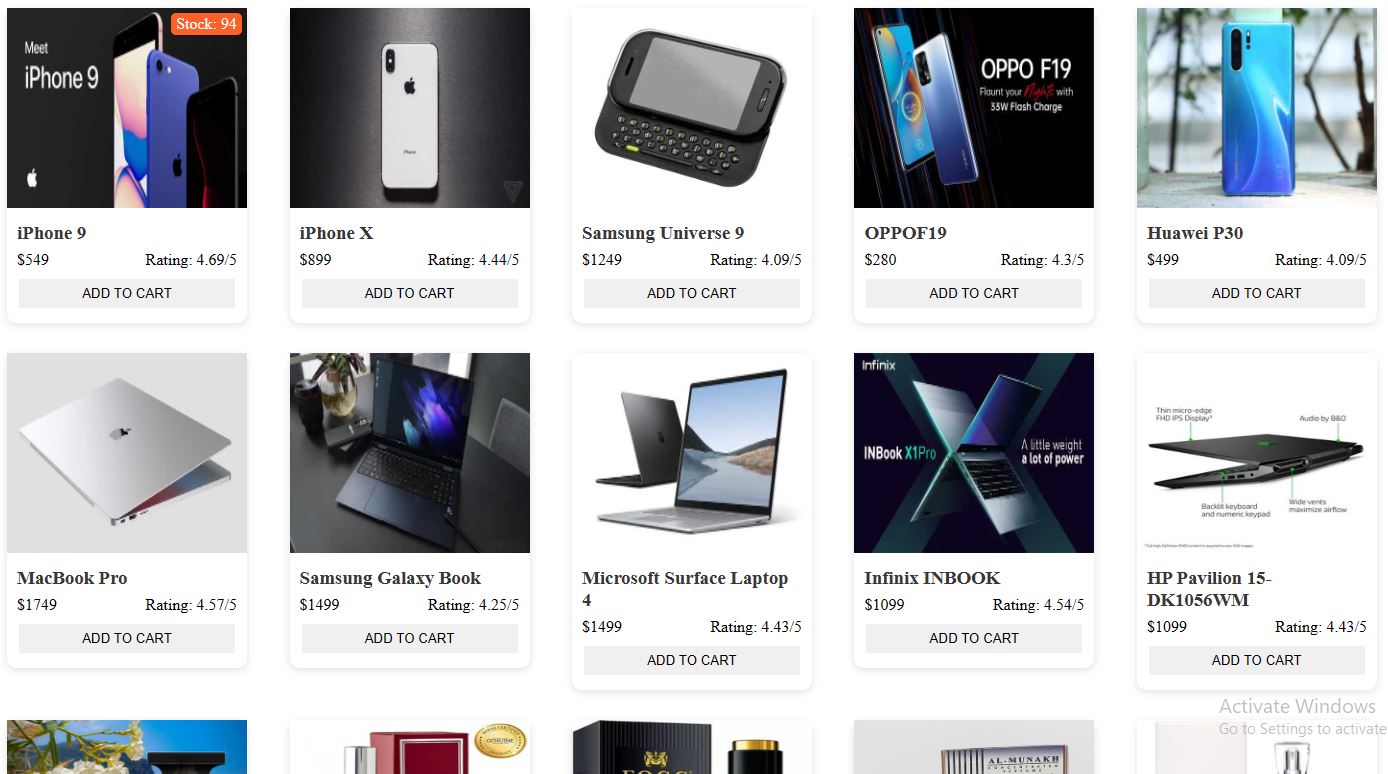 Stock: 94
Meet
iPhone 9
iPhone
OPPO F19
Flaunt your Nights with
33W Flash Charge
iPhone 9
$549
Rating: 4.69/5
ADD TO CART
iPhone X
$899
Rating: 4.44/5
ADD TO CART
Samsung Universe 9
$1249
Rating: 4.09/5
ADD TO CART
OPPOF19
$280
Rating: 4.3/5
ADD TO CART
Huawei P30
$499
Rating: 4.09/5
ADD TO CART
Infinix
INBook X1Pro
A little weight
a lot of power
Thin micro-edge
FHD IPS Display¹
Audio by B&O
Backlit keyboard
and numeric keypad
Wide vents
maximize airflow
MacBook Pro
$1749
Rating: 4.57/5
ADD TO CART
Samsung Galaxy Book
$1499
Rating: 4.25/5
ADD TO CART
Microsoft Surface Laptop
4
$1499
Rating: 4.43/5
ADD TO CART
Infinix INBOOK
$1099
Rating: 4.54/5
ADD TO CART
HP Pavilion 15-
DK1056WM
$1099
Rating: 4.43/5
ADD TO CART
GENUINE
AL-MUNAKH
CONCENTRATED
Activate Windows
Go to Settings to activate